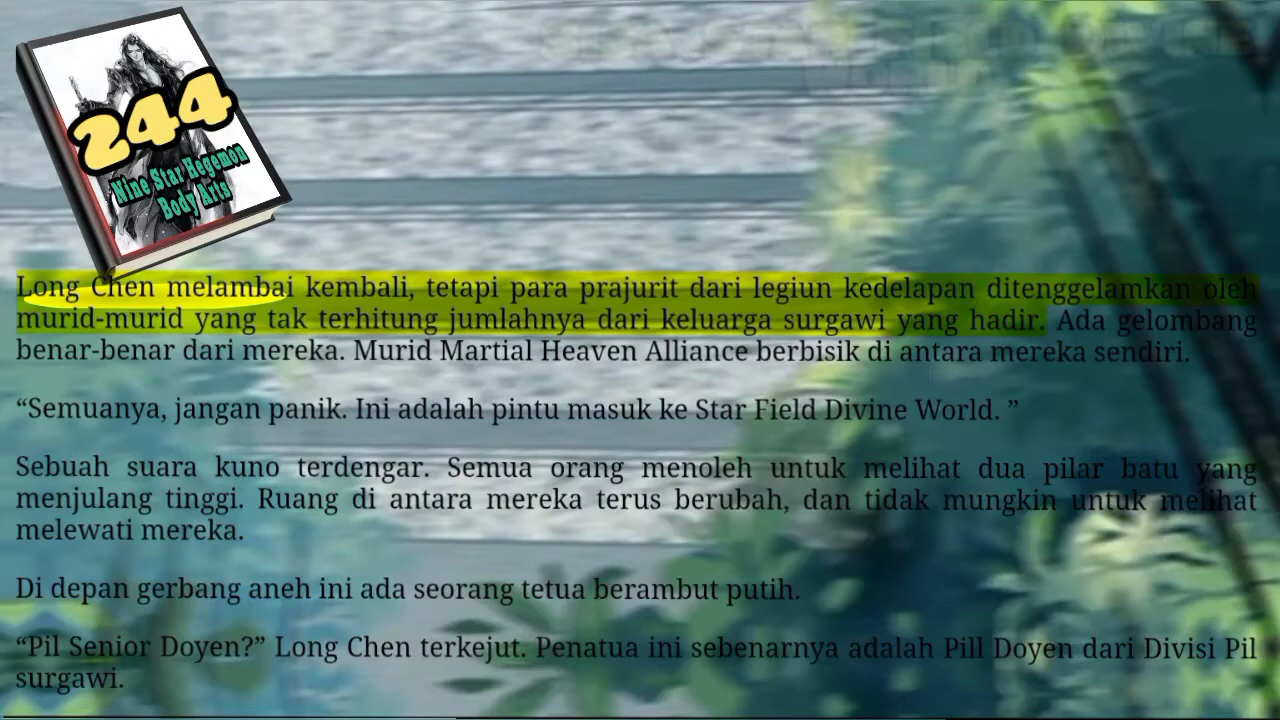 244
Nine Star Hegemon
Body Arts
Long Chen melambai kembali, tetapi para prajurit dari legiun kedelapan ditenggelamkan oleh
murid-murid yang tak terhitung jumlahnya dari keluarga surgawi yang hadir. Ada gelombang
benar-benar dari mereka. Murid Martial Heaven Alliance berbisik di antara mereka sendiri.
“Semuanya, jangan panik. Ini adalah pintu masuk ke Star Field Divine World. ”
Sebuah suara kuno terdengar. Semua orang menoleh untuk melihat dua pilar batu yang
menjulang tinggi. Ruang di antara mereka terus berubah, dan tidak mungkin untuk melihat
melewati mereka.
Di depan gerbang aneh ini ada seorang tetua berambut putih.
“Pil Senior Doyen?” Long Chen terkejut. Penatua ini sebenarnya adalah Pill Doyen dari Divisi Pil
surgawi.